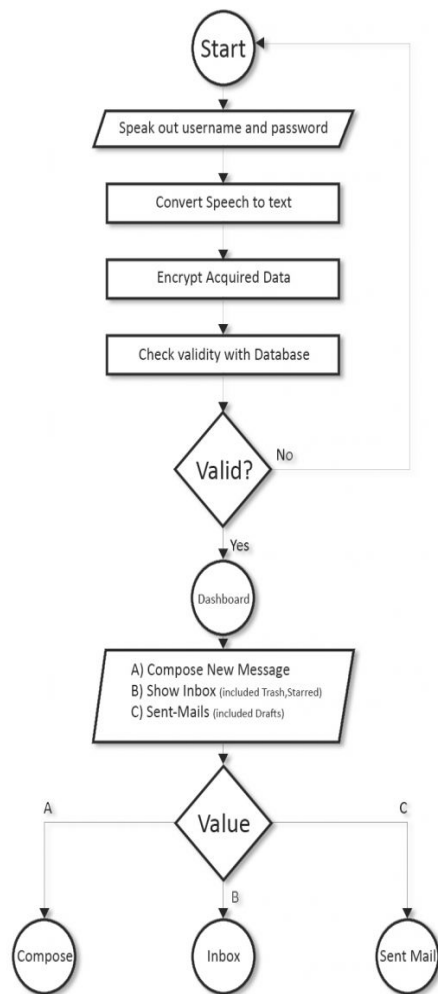 Start
Speak out username and password
Convert Speech to text
Encrypt Acquired Data
Check validity with Database
Valid?
No
Yes
Dashboard
A) Compose New Message
B) Show Inbox (included Trash,Starred)
C) Sent-Mails (included Drafts)
A
Value
C
B
Compose
Inbox
Sent Mail